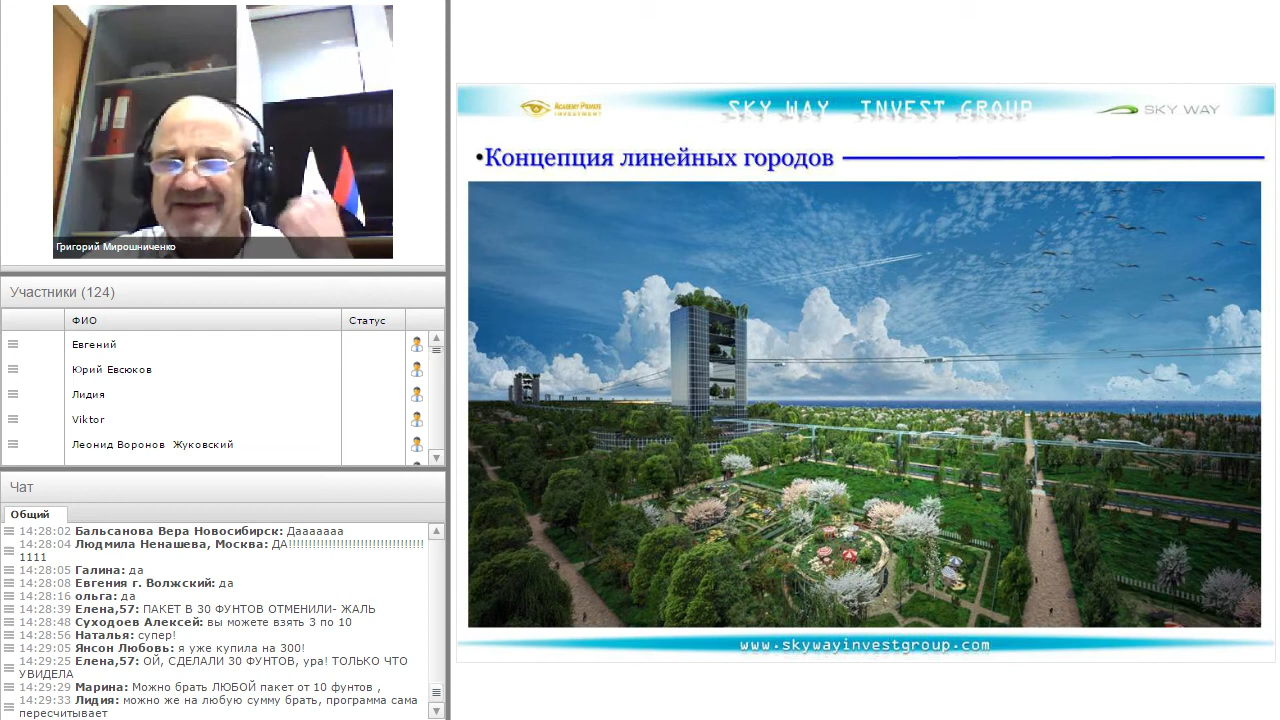 Григорий Мирошниченко
Участники (124)
ФИО Статус
Евгений
Юрий Евсюков
Лидия
Viktor
Леонид Воронов Жуковский
Чат
Общий
14:28:02 Бальсанова Вера Новосибирск: Дааааааа
14:28:04 Людмила Ненашева, Москва: ДА!!!!!!!!!!!!!!!!!!!!!!!!!!!!!!!!!!
1111
14:28:05 Галина: да
14:28:08 Евгения г. Волжский: да
14:28:16 ольга: да
14:28:39 Елена,57: ПАКЕТ В 30 ФУНТОВ ОТМЕНИЛИ- ЖАЛЬ
14:28:48 Суходоев Алексей: вы можете взять 3 по 10
14:28:56 Наталья: супер!
14:29:05 Янсон Любовь: я уже купила на 300!
14:29:25 Елена,57: ОЙ, СДЕЛАЛИ 30 ФУНТОВ, ура! ТОЛЬКО ЧТО
УВИДЕЛА
14:29:29 Марина: Можно брать ЛЮБОЙ пакет от 10 фунтов ,
14:29:33 Лидия: можно же на любую сумму брать, программа сама
пересчитывает
ACADEMY PRIVATE
INVESTMENT
SKY WAY INVEST GROUP
SKY WAY
•Концепция линейных городов
www.skywayinvestgroup.com